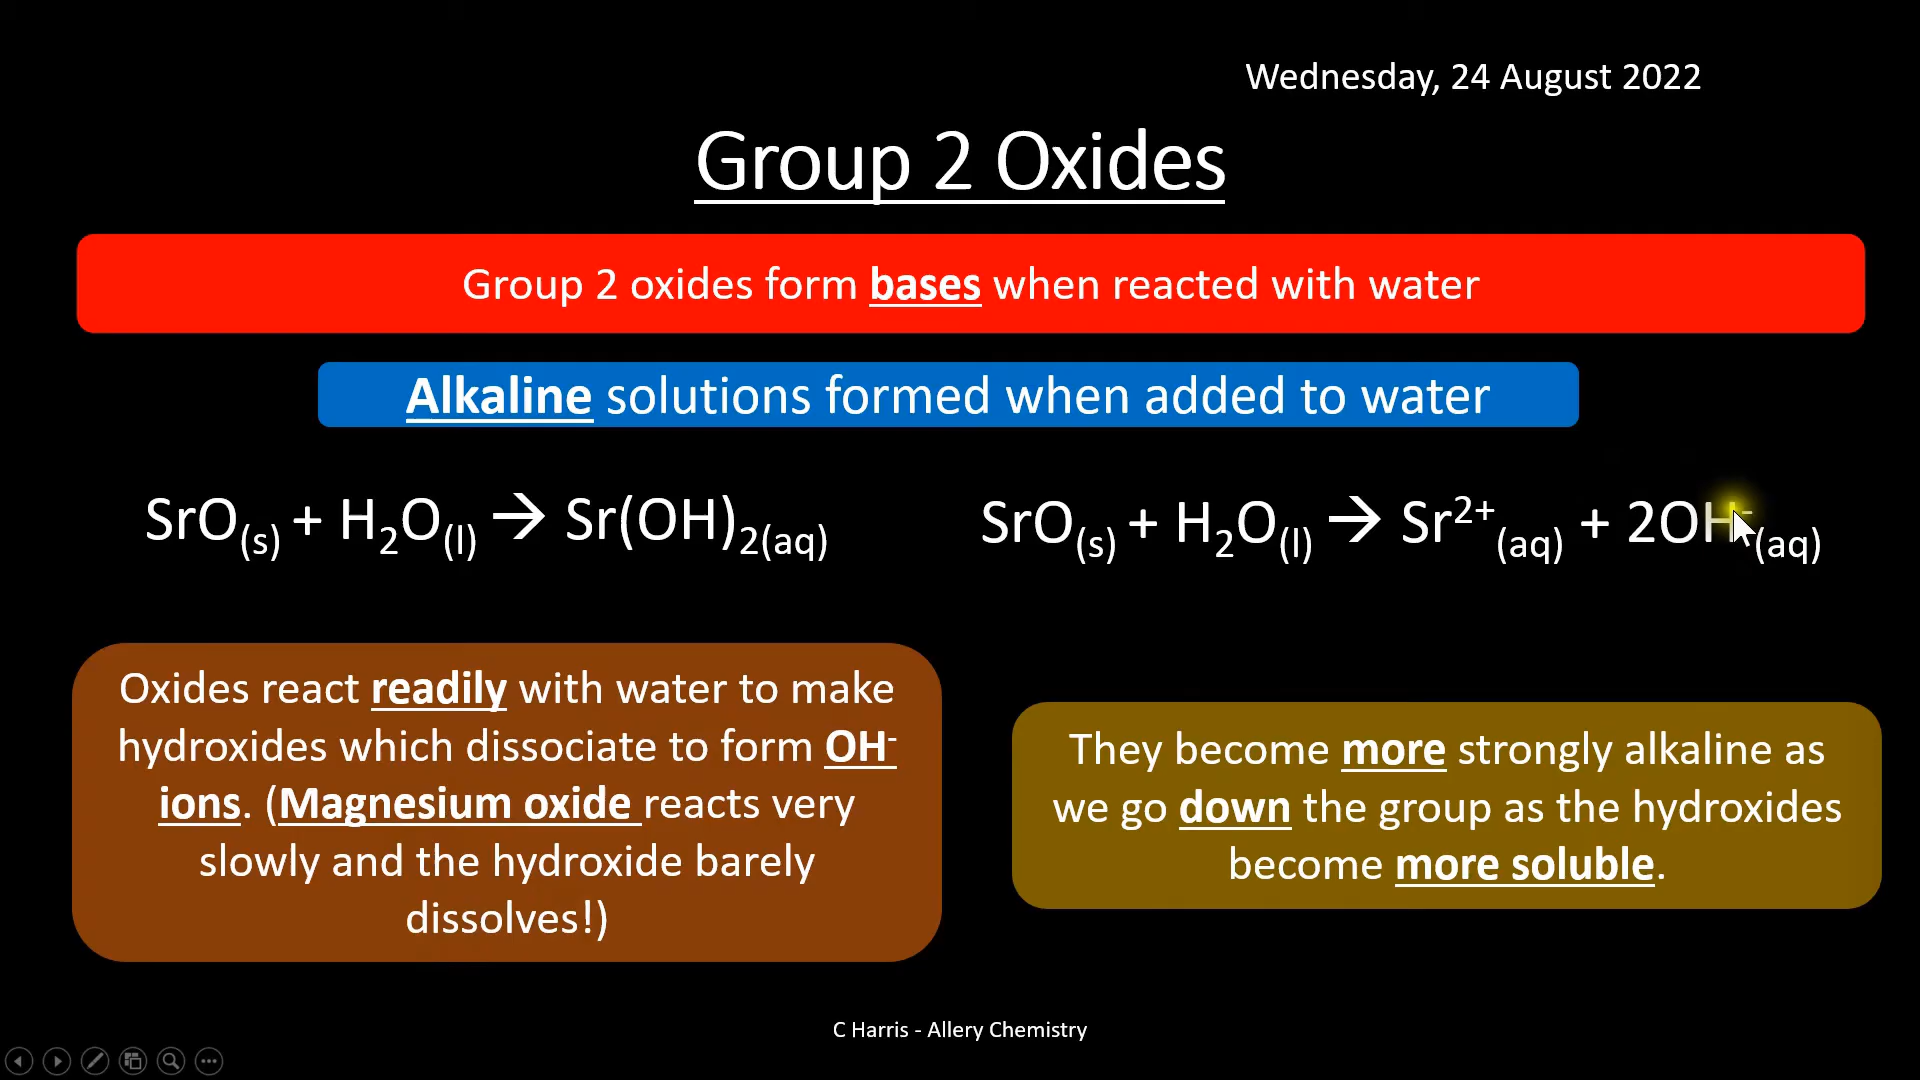 Wednesday, 24 August 2022
Group 2 Oxides
Group 2 oxides form bases when reacted with water
Alkaline solutions formed when added to water
SrO(s) + H₂O(l) → Sr(OH)₂(aq)
SrO(s) + H₂O(l) → Sr²⁺(aq) + 2OH⁻(aq)
Oxides react readily with water to make
hydroxides which dissociate to form OH⁻
ions. (Magnesium oxide reacts very
slowly and the hydroxide barely
dissolves!)
They become more strongly alkaline as
we go down the group as the hydroxides
become more soluble.
C Harris - Allery Chemistry